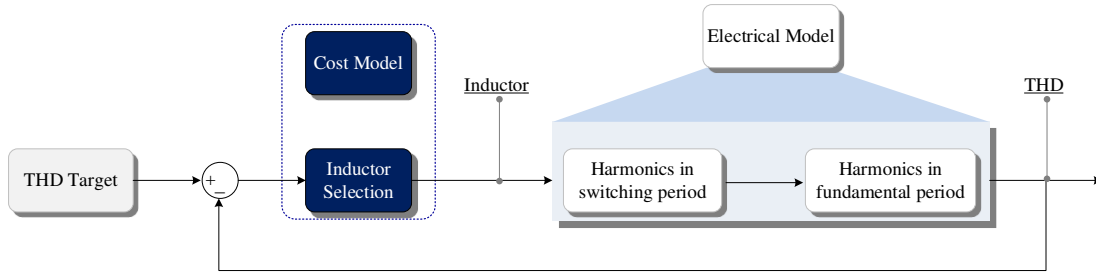 Electrical Model
Cost Model
Inductor
THD
THD Target
+
−
Inductor
Selection
Harmonics in
switching period
Harmonics in
fundamental period